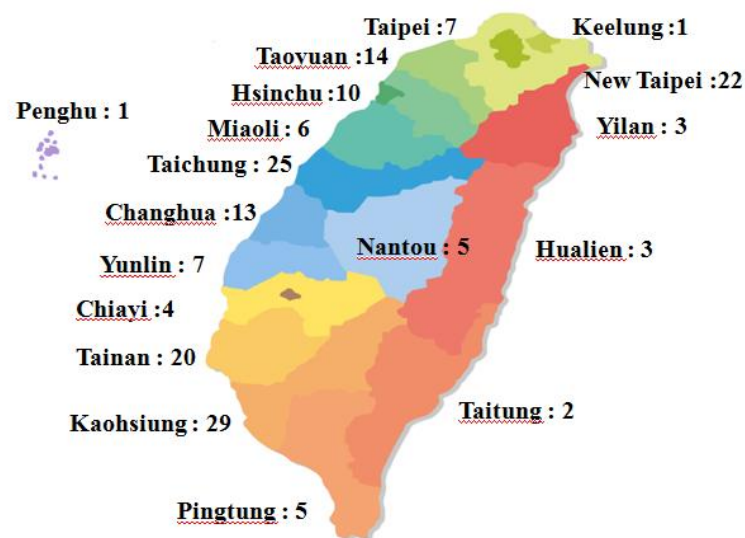 Taipei : 7
Keelung :1
Taoyuan :14
New Taipei :22
Hsinchu :10
Penghu : 1
Miaoli : 6
Yilan : 3
Taichung : 25
Changhua :13
Nantou : 5
Hualien : 3
Yunlin : 7
Chiayi :4
Tainan : 20
Kaohsiung : 29
Taitung : 2
Pingtung : 5